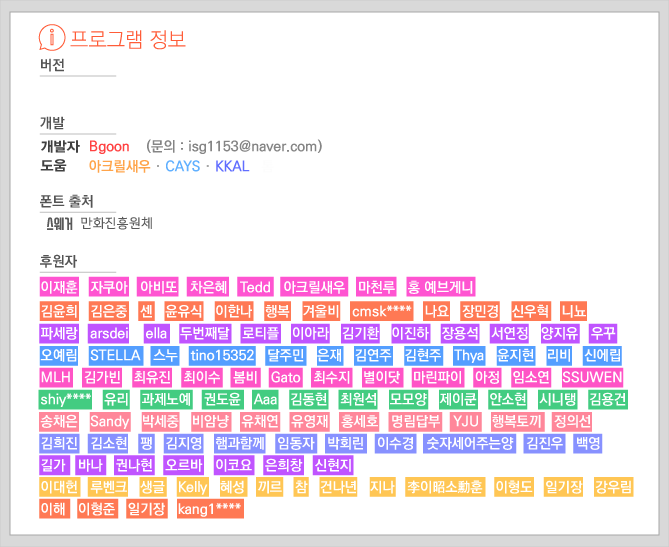 프로그램 정보
버전
개발
개발자 Bgoon (문의 : isg1153@naver.com)
도움 아크릴새우 · CAYS · KKAL
폰트 출처
스웨거 만화진흥원체
후원자
이재훈 자쿠아 아비또 차은혜 Tedd 아크릴새우 마천루 홍 예브게니
김윤희 김은중 센 윤유식 이한나 행복 겨울비 cmsk**** 나요 장민경 신우혁 니뇨
파세랑 arsdei ella 두번째달 로티플 이아라 김기환 이진하 장용석 서연정 양지유 우꾸
오예림 STELLA 스누 tino15352 달주민 은재 김연주 김현주 Thya 윤지현 리비 신에립
MLH 김가빈 최유진 최이수 봄비 Gato 최수지 별이닷 마린파이 아정 임소연 SSUWEN
shiy**** 유리 과제노예 권도윤 Aaa 김동현 최원석 모모양 제이쿤 안소현 시니탱 김용건
송채은 Sandy 박세중 비암냥 유채연 유영재 홍세호 명림답부 YJU 행복토끼 정의선
김희진 김소현 팽 김지영 햄과함께 임동자 박회린 이수경 숫자세어주는양 김진우 백영
길가 바나 권나현 오르바 이코요 은희창 신현지
이대헌 루벤크 생글 Kelly 혜성 끼르 참 건나년 지나 李이昭소勳훈 이형도 일기장 강우림
이해 이형준 일기장 kang1****